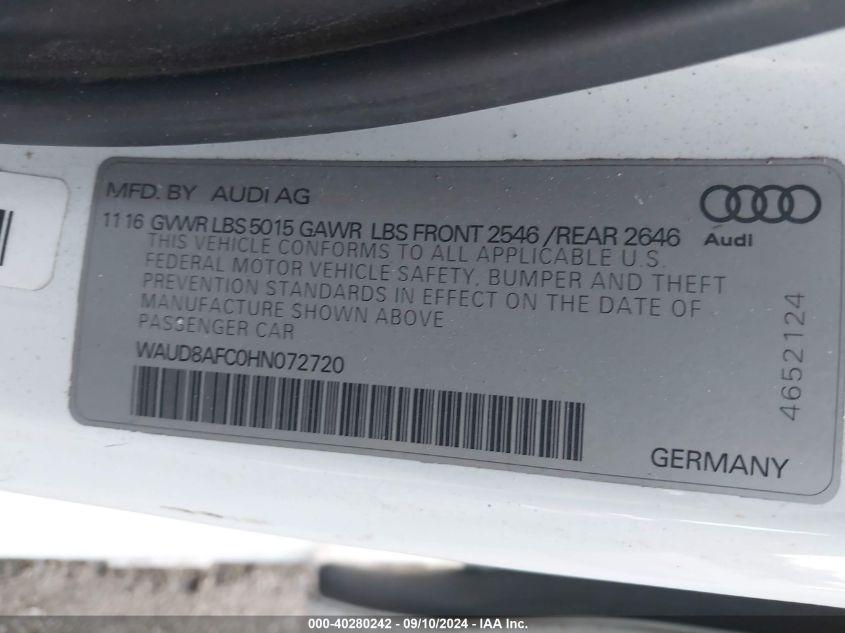 MFD. BY AUDI AG
11 16 GVWR LBS 5015 GAWR LBS FRONT 2546 /REAR 2646
THIS VEHICLE CONFORMS TO ALL APPLICABLE U.S.
FEDERAL MOTOR VEHICLE SAFETY, BUMPER AND THEFT
PREVENTION STANDARDS IN EFFECT ON THE DATE OF
MANUFACTURE SHOWN ABOVE
PASSENGER CAR
WAUD8AFC0HN072720
Audi
4652124
GERMANY
000-40280242 - 09/10/2024 - IAA Inc.